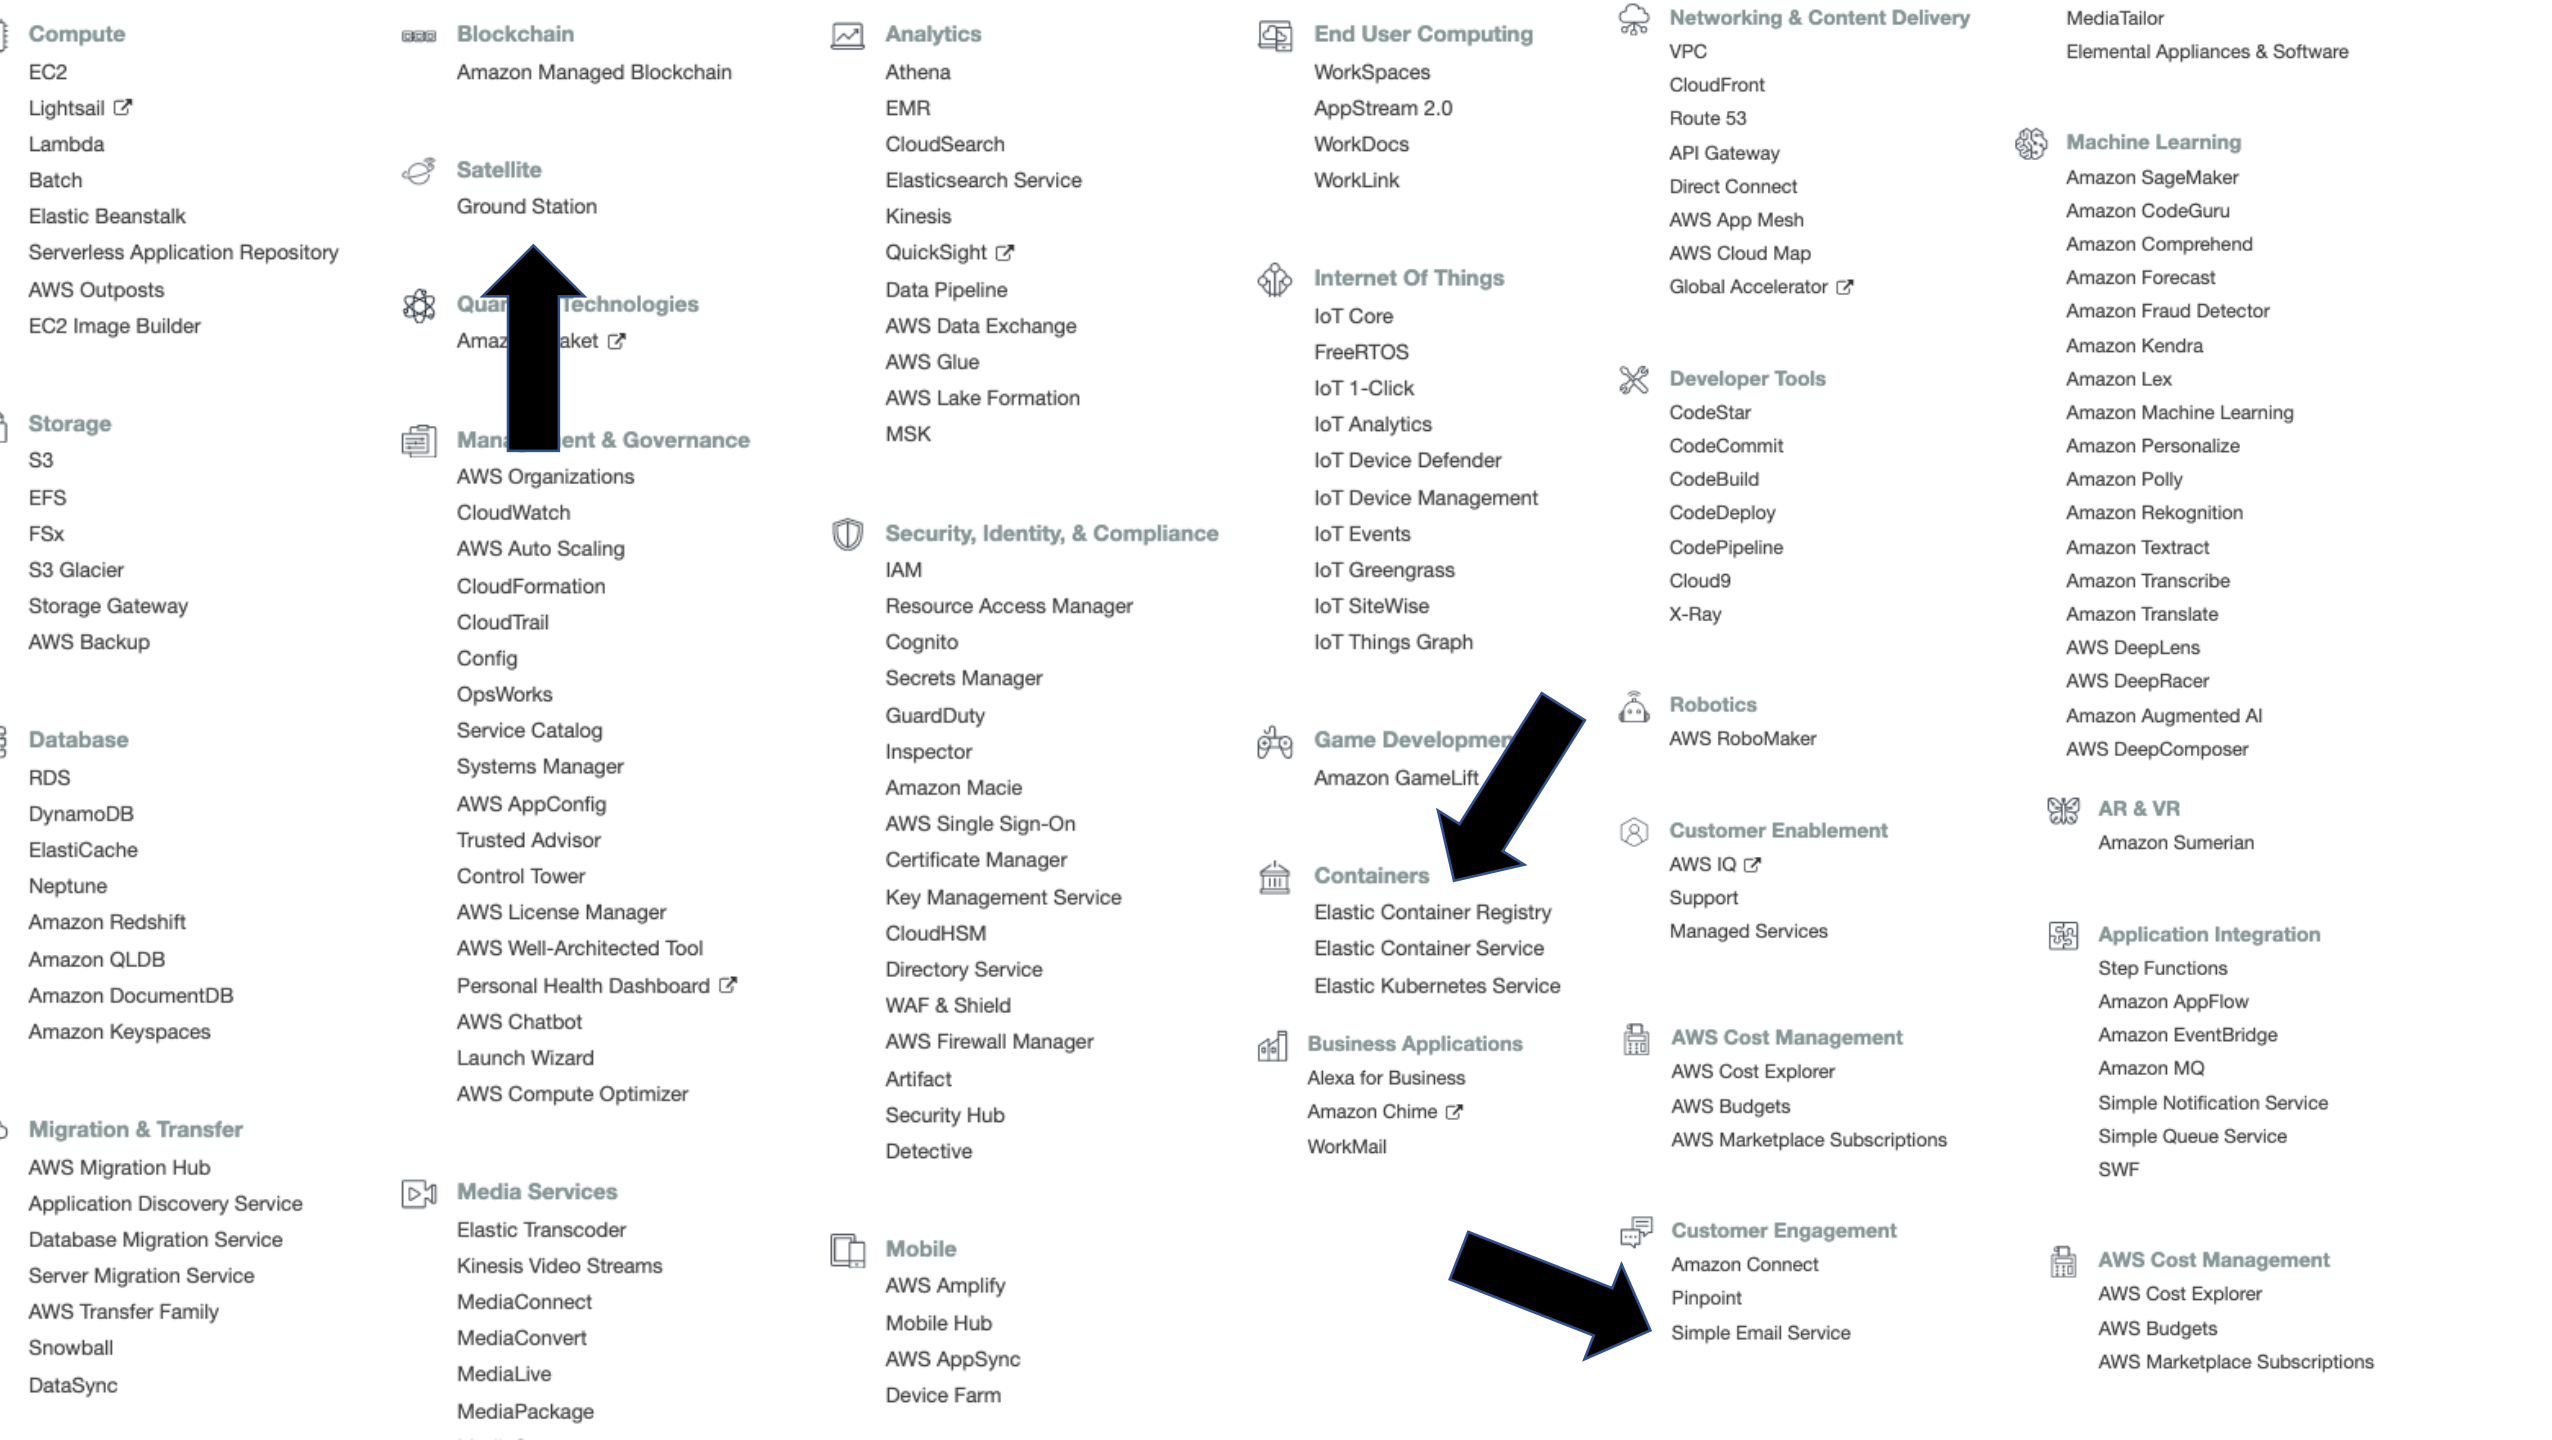 Compute
EC2
Lightsail
Lambda
Batch
Elastic Beanstalk
Serverless Application Repository
AWS Outposts
EC2 Image Builder
Storage
S3
EFS
FSx
S3 Glacier
Storage Gateway
AWS Backup
Database
RDS
DynamoDB
ElastiCache
Neptune
Amazon Redshift
Amazon QLDB
Amazon DocumentDB
Amazon Keyspaces
Migration & Transfer
AWS Migration Hub
Application Discovery Service
Database Migration Service
Server Migration Service
AWS Transfer Family
Snowball
DataSync
Blockchain
Amazon Managed Blockchain
Satellite
Ground Station
Technologies
& Governance
AWS Organizations
CloudWatch
AWS Auto Scaling
CloudFormation
CloudTrail
Config
OpsWorks
Service Catalog
Systems Manager
AWS AppConfig
Trusted Advisor
Control Tower
AWS License Manager
AWS Well-Architected Tool
Personal Health Dashboard
AWS Chatbot
Launch Wizard
AWS Compute Optimizer
Media Services
Elastic Transcoder
Kinesis Video Streams
MediaConnect
MediaConvert
MediaLive
MediaPackage
Analytics
Athena
EMR
CloudSearch
Elasticsearch Service
Kinesis
QuickSight
Data Pipeline
AWS Data Exchange
AWS Glue
AWS Lake Formation
MSK
Security, Identity, & Compliance
IAM
Resource Access Manager
Cognito
Secrets Manager
GuardDuty
Inspector
Amazon Macie
AWS Single Sign-On
Certificate Manager
Key Management Service
CloudHSM
Directory Service
WAF & Shield
AWS Firewall Manager
Artifact
Security Hub
Detective
Mobile
AWS Amplify
Mobile Hub
AWS AppSync
Device Farm
End User Computing
WorkSpaces
AppStream 2.0
WorkDocs
WorkLink
Internet Of Things
IoT Core
FreeRTOS
IoT 1-Click
IoT Analytics
IoT Device Defender
IoT Device Management
IoT Events
IoT Greengrass
IoT SiteWise
IoT Things Graph
Game
Amazon GameLift
Containers
Elastic Container Registry
Elastic Container Service
Elastic Kubernetes Service
Business Applications
Alexa for Business
Amazon Chime
WorkMail
Networking & Content Delivery
VPC
CloudFront
Route 53
API Gateway
Direct Connect
AWS App Mesh
AWS Cloud Map
Global Accelerator
Developer Tools
CodeStar
CodeCommit
CodeBuild
CodeDeploy
CodePipeline
Cloud9
X-Ray
Robotics
AWS RoboMaker
Customer Enablement
AWS IQ
Support
Managed Services
AWS Cost Management
AWS Cost Explorer
AWS Budgets
AWS Marketplace Subscriptions
Customer Engagement
Amazon Connect
Pinpoint
Simple Email Service
MediaTailor
Elemental Appliances & Software
Machine Learning
Amazon SageMaker
Amazon CodeGuru
Amazon Comprehend
Amazon Forecast
Amazon Fraud Detector
Amazon Kendra
Amazon Lex
Amazon Machine Learning
Amazon Personalize
Amazon Polly
Amazon Rekognition
Amazon Textract
Amazon Transcribe
Amazon Translate
AWS DeepLens
AWS DeepRacer
Amazon Augmented AI
AWS DeepComposer
AR & VR
Amazon Sumerian
Application Integration
Step Functions
Amazon AppFlow
Amazon EventBridge
Amazon MQ
Simple Notification Service
Simple Queue Service
SWF
AWS Cost Management
AWS Cost Explorer
AWS Budgets
AWS Marketplace Subscriptions